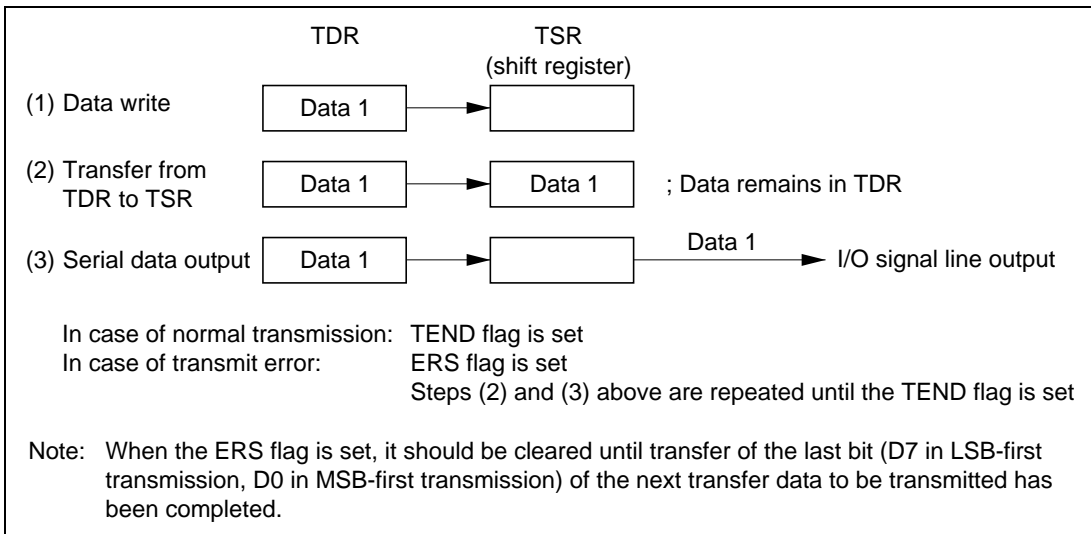 TDR TSR
(shift register)
(1) Data write Data 1
(2) Transfer from
TDR to TSR Data 1 Data 1 ; Data remains in TDR
(3) Serial data output Data 1 Data 1 I/O signal line output
In case of normal transmission: TEND flag is set
In case of transmit error: ERS flag is set
Steps (2) and (3) above are repeated until the TEND flag is set
Note: When the ERS flag is set, it should be cleared until transfer of the last bit (D7 in LSB-first
transmission, D0 in MSB-first transmission) of the next transfer data to be transmitted has
been completed.